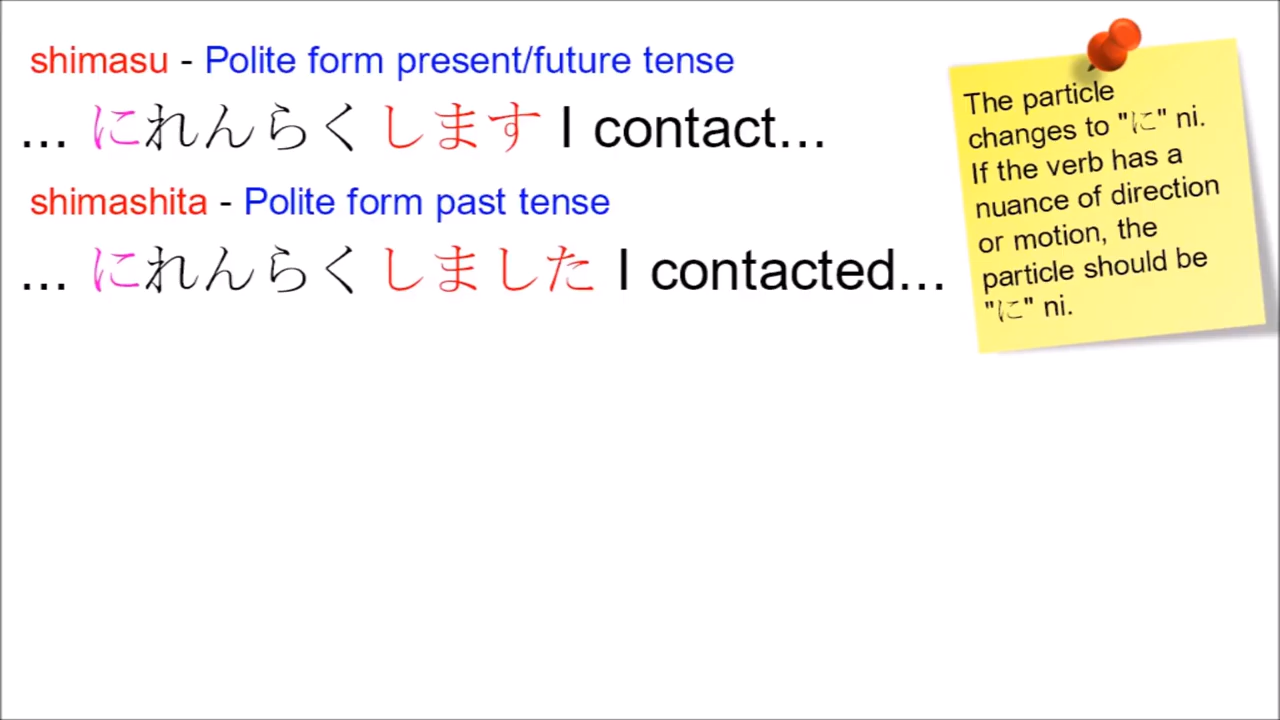 shimasu - Polite form present/future tense
... にれんらくします I contact...
shimashita - Polite form past tense
... にれんらくしました I contacted...
The particle
changes to "に" ni.
If the verb has a
nuance of direction
or motion, the
particle should be
"に" ni.